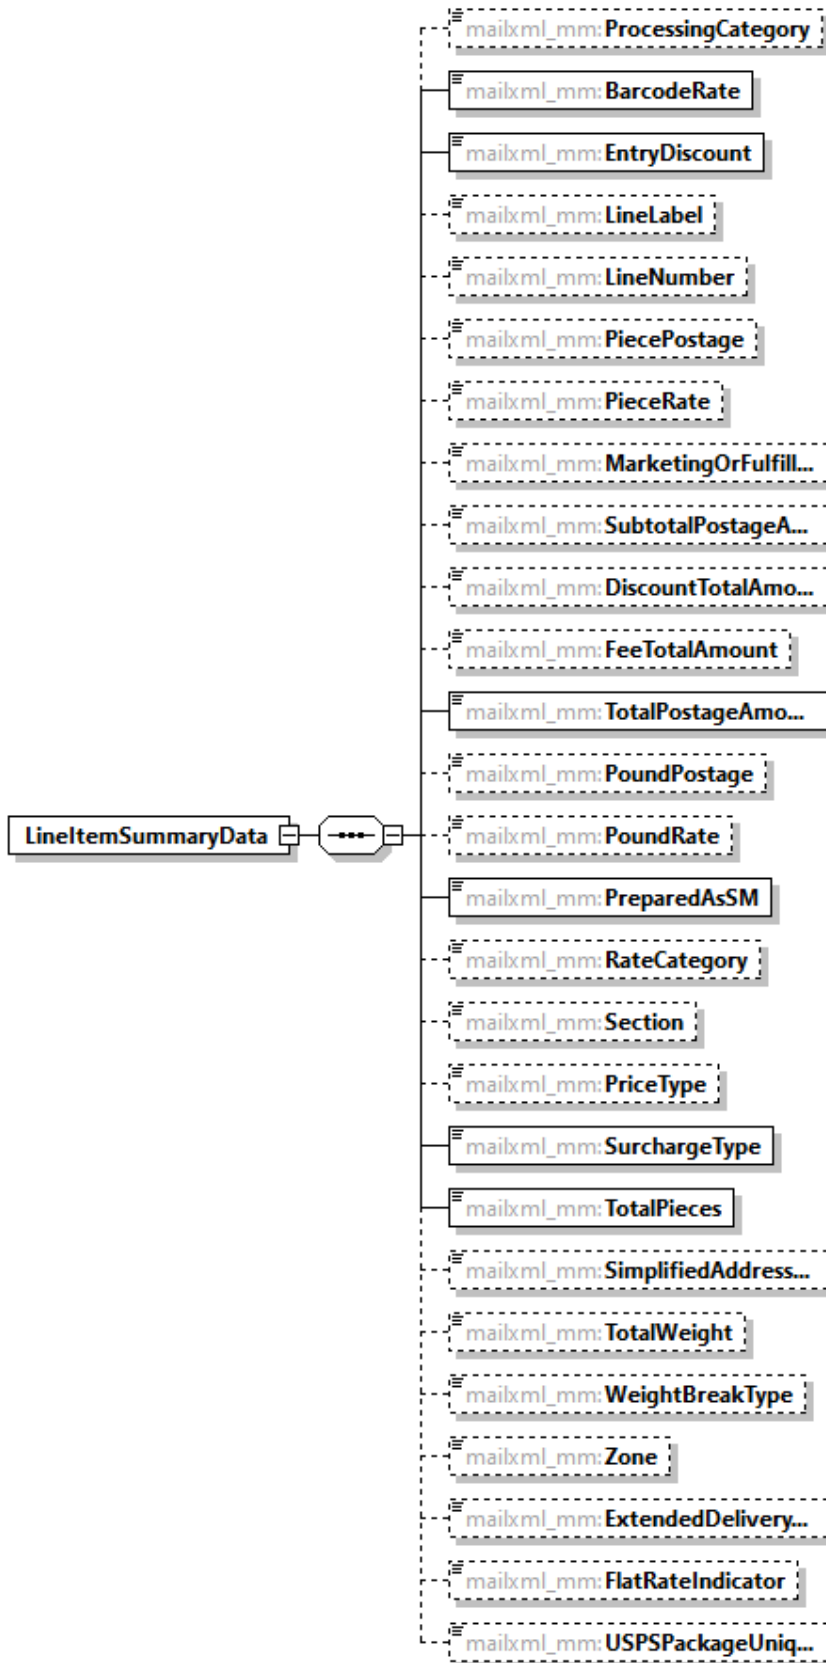 mailxml_mm:ProcessingCategory
mailxml_mm:BarcodeRate
mailxml_mm:EntryDiscount
mailxml_mm:LineLabel
mailxml_mm:LineNumber
mailxml_mm:PiecePostage
mailxml_mm:PieceRate
mailxml_mm:MarketingOrFulfill...
mailxml_mm:SubtotalPostageA...
mailxml_mm:DiscountTotalAmo...
mailxml_mm:FeeTotalAmount
mailxml_mm:TotalPostageAmo...
mailxml_mm:PoundPostage
LineItemSummaryData
mailxml_mm:PoundRate
mailxml_mm:PreparedAsSM
mailxml_mm:RateCategory
mailxml_mm:Section
mailxml_mm:PriceType
mailxml_mm:SurchargeType
mailxml_mm:TotalPieces
mailxml_mm:SimplifiedAddress...
mailxml_mm:TotalWeight
mailxml_mm:WeightBreakType
mailxml_mm:Zone
mailxml_mm:ExtendedDelivery...
mailxml_mm:FlatRateIndicator
mailxml_mm:USPSPackageUniq...